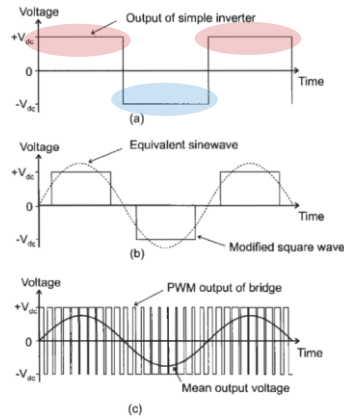 Voltage
Output of simple inverter
+Vdc
0
Time
-Vdc
(a)
Voltage
Equivalent sinewave
+Vdc
0
Time
-Vdc
Modified square wave
(b)
Voltage
PWM output of bridge
+Vdc
0
Time
-Vdc
Mean output voltage
(c)